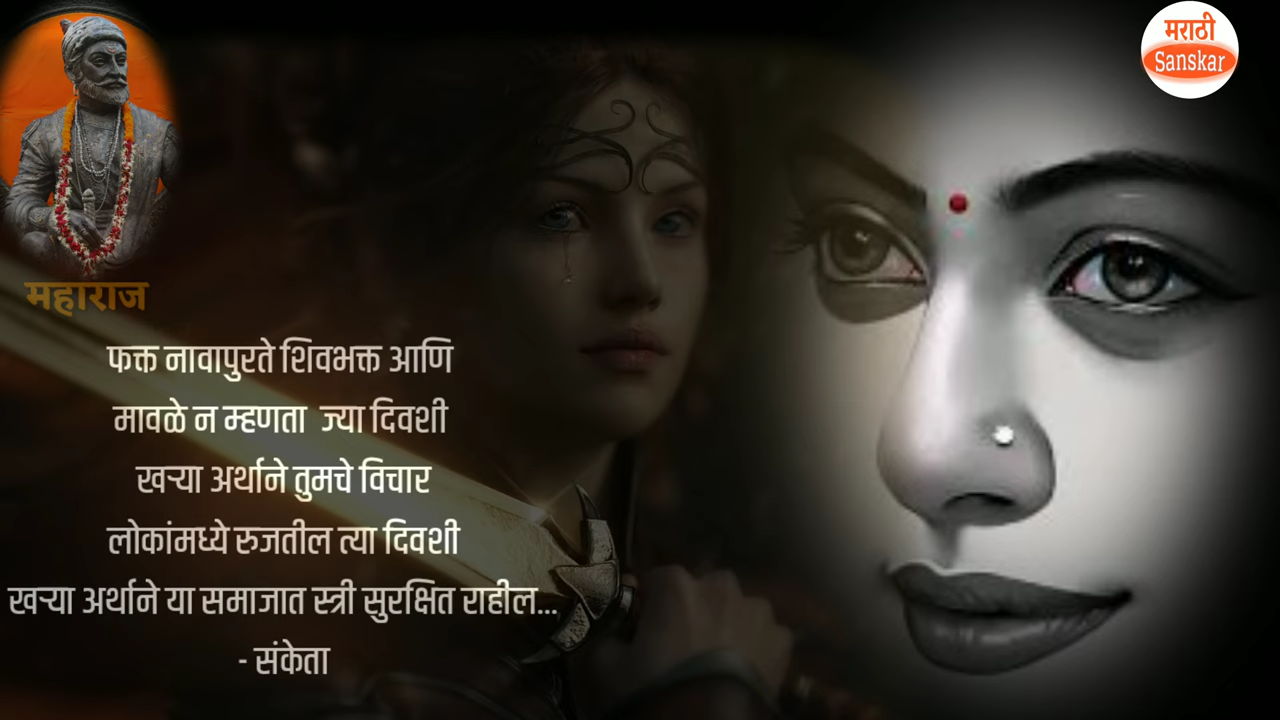 मराठी
Sanskar
महाराज
फक्त नावापुरते शिवभक्त आणि
मावळे न म्हणता ज्या दिवशी
खऱ्या अर्थाने तुमचे विचार
लोकांमध्ये रुजतील त्या दिवशी
खऱ्या अर्थाने या समाजात स्त्री सुरक्षित राहील...
- संकेता